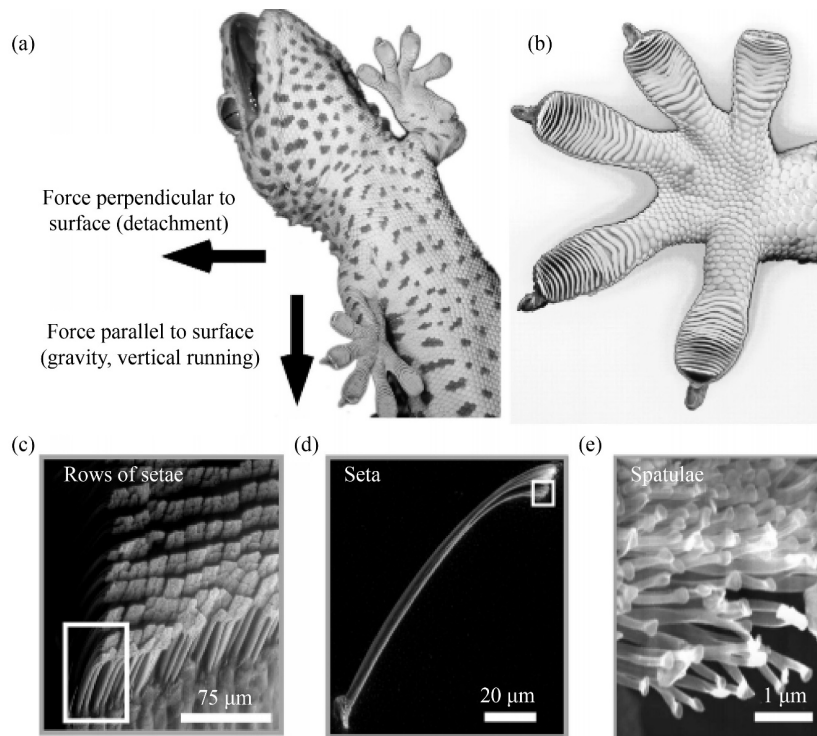 (a)
(b)
Force perpendicular to
surface (detachment)
Force parallel to surface
(gravity, vertical running)
(c)
(d)
(e)
Rows of setae
Seta
Spatulae
75 μm
20 μm
1 μm